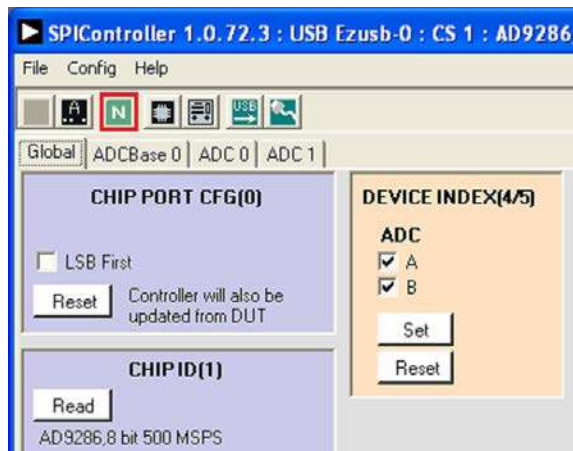 SPIController 1.0.72.3 : USB Ezusb-0 : CS 1 : AD9286
File Config Help
A
N
USB
Global ADCBase 0 ADC 0 ADC 1
CHIP PORT CFG(0)
LSB First
Reset
Controller will also be
updated from DUT
CHIP ID(1)
Read
AD9286,8 bit 500 MSPS
DEVICE INDEX(4/5)
ADC
A
B
Set
Reset